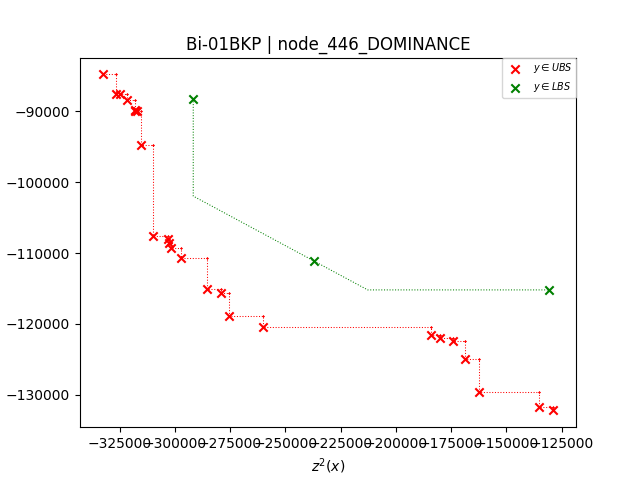 Bi-01BKP | node_446_DOMINANCE
y ∈ UBS
y ∈ LBS
−90000
−100000
−110000
−120000
−130000
−325000 −300000 −275000 −250000 −225000 −200000 −175000 −150000 −125000
z²(x)